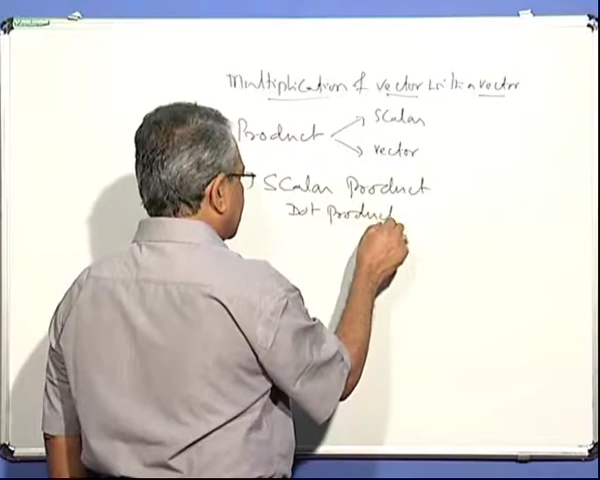 Multiplication of vector with a vector
Product
Scalar
vector
Scalar Product
Dot product